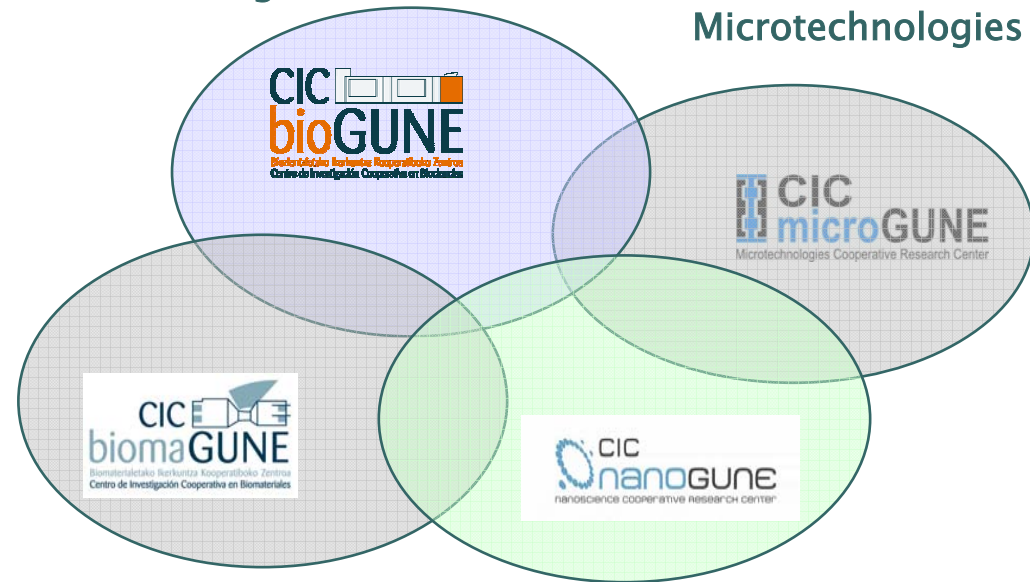 Microtechnologies
CIC
bioGUNE
Centro de Investigación Cooperativa en Biociencias
CIC
microGUNE
Microtechnologies Cooperative Research Center
CIC
biomaGUNE
Biomaterialetako Ikerkuntza Kooperatiboko Zentroa
Centro de Investigación Cooperativa en Biomateriales
CIC
nanoGUNE
nanoscience cooperative research center